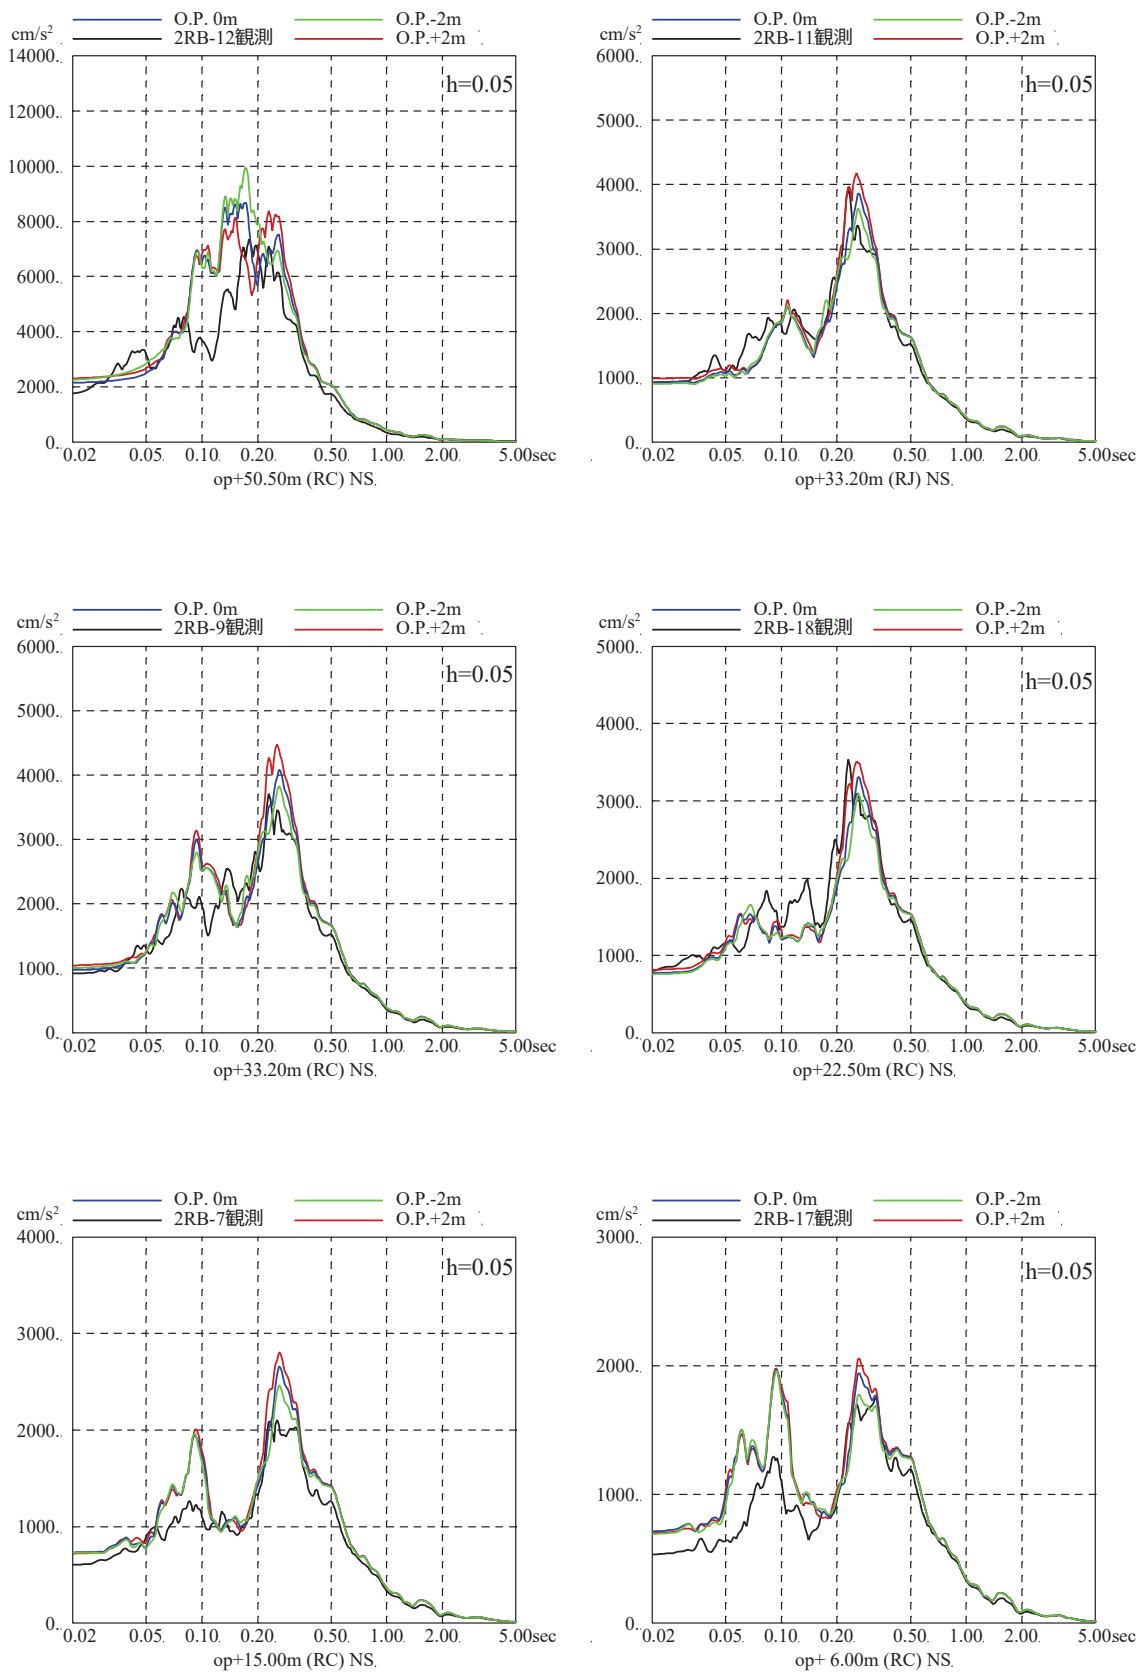 O.P. 0m O.P.-2m
cm/s² 2RB-12観測 O.P.+2m
14000.
h=0.05
12000.
10000.
8000.
6000.
4000.
2000.
0.
0.02 0.05 0.10 0.20 0.50 1.00 2.00 5.00sec
op+50.50m (RC) NS
O.P. 0m O.P.-2m
cm/s² 2RB-11観測 O.P.+2m
6000.
h=0.05
5000.
4000.
3000.
2000.
1000.
0.
0.02 0.05 0.10 0.20 0.50 1.00 2.00 5.00sec
op+33.20m (RJ) NS
O.P. 0m O.P.-2m
cm/s² 2RB-9観測 O.P.+2m
6000.
h=0.05
5000.
4000.
3000.
2000.
1000.
0.
0.02 0.05 0.10 0.20 0.50 1.00 2.00 5.00sec
op+33.20m (RC) NS
O.P. 0m O.P.-2m
cm/s² 2RB-18観測 O.P.+2m
5000.
h=0.05
4000.
3000.
2000.
1000.
0.
0.02 0.05 0.10 0.20 0.50 1.00 2.00 5.00sec
op+22.50m (RC) NS
O.P. 0m O.P.-2m
cm/s² 2RB-7観測 O.P.+2m
4000.
h=0.05
3000.
2000.
1000.
0.
0.02 0.05 0.10 0.20 0.50 1.00 2.00 5.00sec
op+15.00m (RC) NS
O.P. 0m O.P.-2m
cm/s² 2RB-17観測 O.P.+2m
3000.
h=0.05
2000.
1000.
0.
0.02 0.05 0.10 0.20 0.50 1.00 2.00 5.00sec
op+ 6.00m (RC) NS